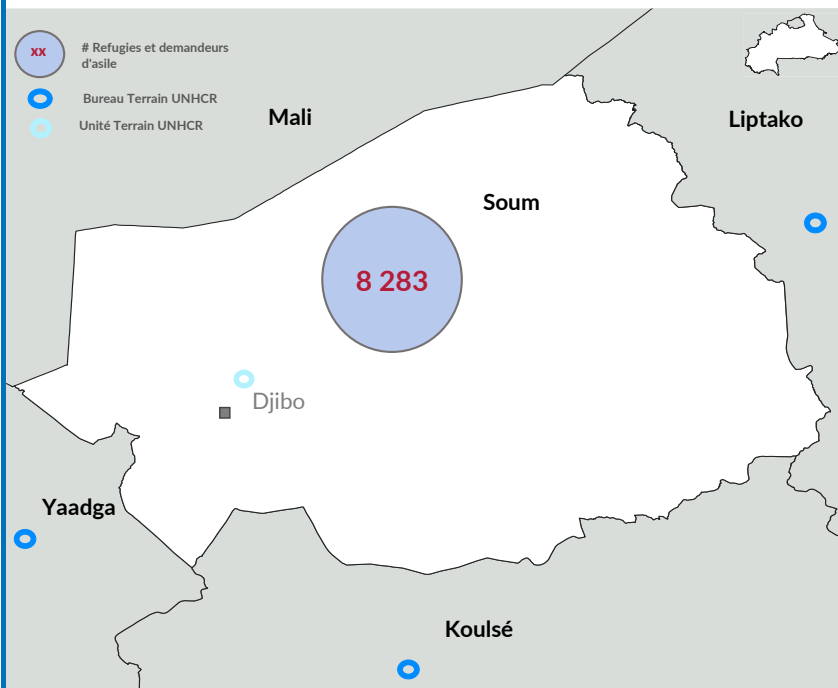 xx
# Refugies et demandeurs
d'asile
Bureau Terrain UNHCR
Unité Terrain UNHCR
Mali
Liptako
Soum
8 283
Djibo
Yaadga
Koulsé